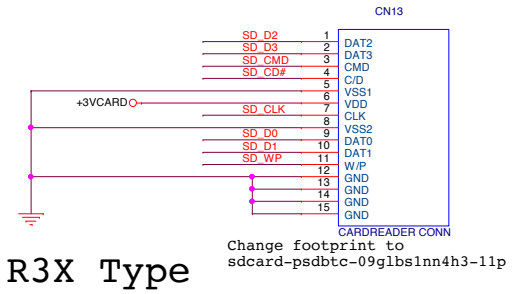 CN13
SD_D2 1 DAT2
SD_D3 2 DAT3
SD_CMD 3 CMD
SD_CD# 4 C/D
5 VSS1
+3VCARD 6 VDD
SD_CLK 7 CLK
8 VSS2
SD_D0 9 DAT0
SD_D1 10 DAT1
SD_WP 11 W/P
12 GND
13 GND
14 GND
15 GND
CARDREADER CONN
Change footprint to
sdcard-psdbtc-09glbs1nn4h3-11p
R3X Type